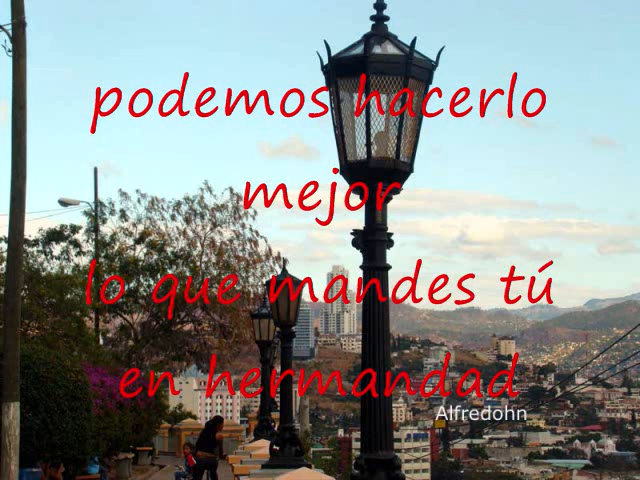 podemos hacerlo
mejor
lo que mandes tú
en hermandad
Alfredohn